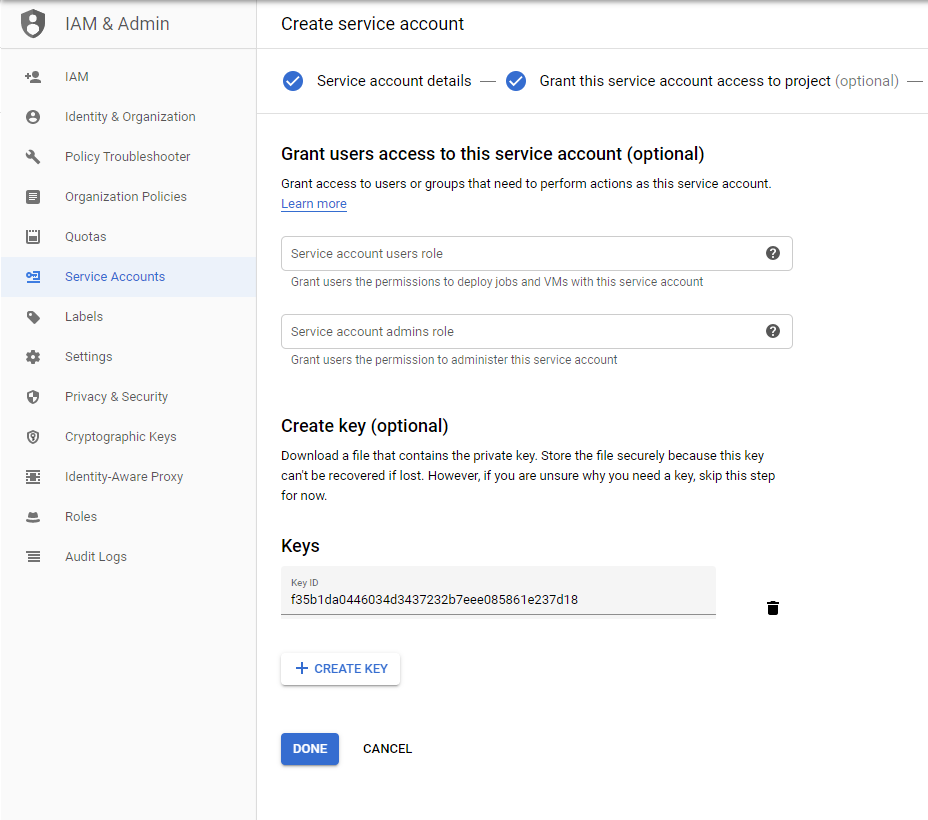 IAM & Admin
Create service account
IAM
Identity & Organization
Policy Troubleshooter
Organization Policies
Quotas
Service Accounts
Labels
Settings
Privacy & Security
Cryptographic Keys
Identity-Aware Proxy
Roles
Audit Logs
Service account details — Grant this service account access to project (optional) —
Grant users access to this service account (optional)
Grant access to users or groups that need to perform actions as this service account.
Learn more
Service account users role
Grant users the permissions to deploy jobs and VMs with this service account
Service account admins role
Grant users the permission to administer this service account
Create key (optional)
Download a file that contains the private key. Store the file securely because this key
can't be recovered if lost. However, if you are unsure why you need a key, skip this step
for now.
Keys
Key ID
f35b1da0446034d3437232b7eee085861e237d18
+ CREATE KEY
DONE CANCEL